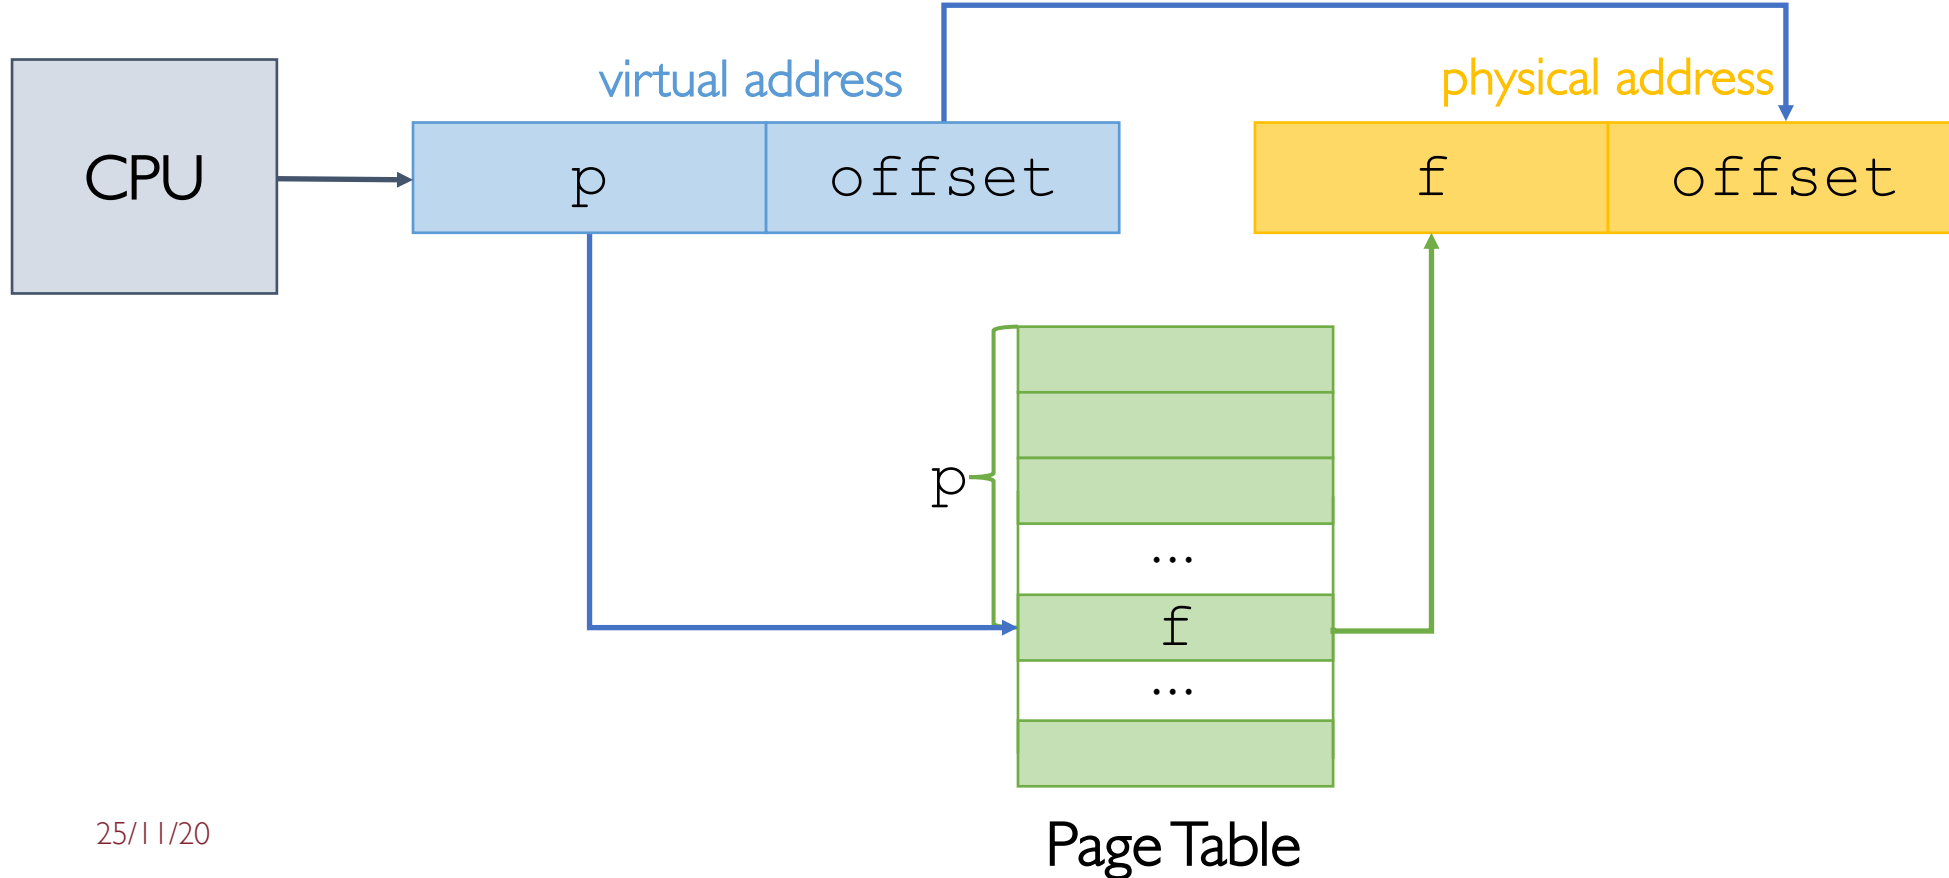 virtual address
physical address
CPU
p
offset
f
offset
p
...
f
...
25/11/20
Page Table